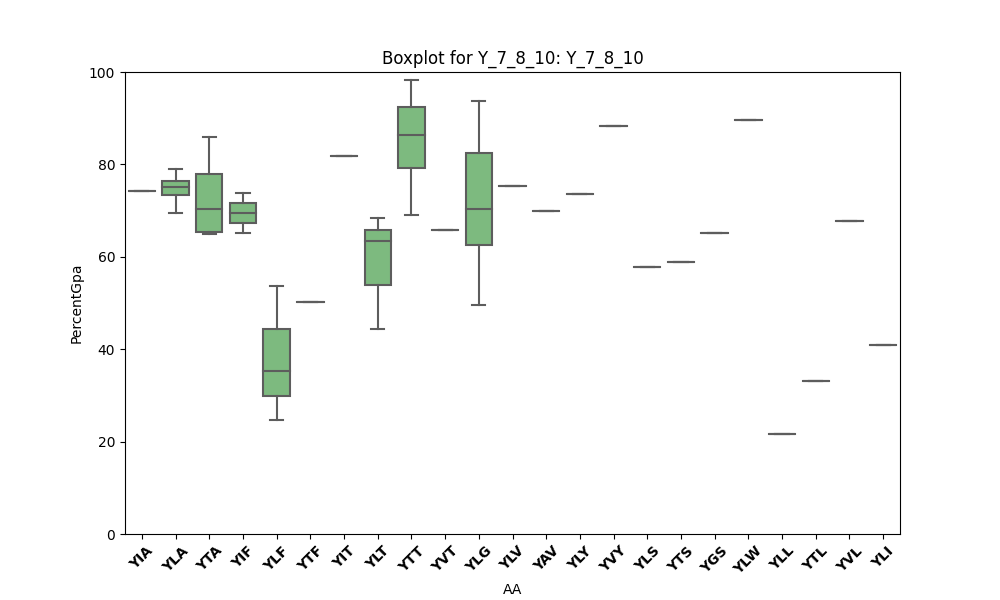 Boxplot for Y_7_8_10: Y_7_8_10
100
80
60
40
20
0
PercentGpa
YIA YLA YTA YIF YLF YTF YIT YLT YTT YVT YLG YLV YAV YLY YVY YLS YTS YGS YLW YLL YTL YVL YLI
AA